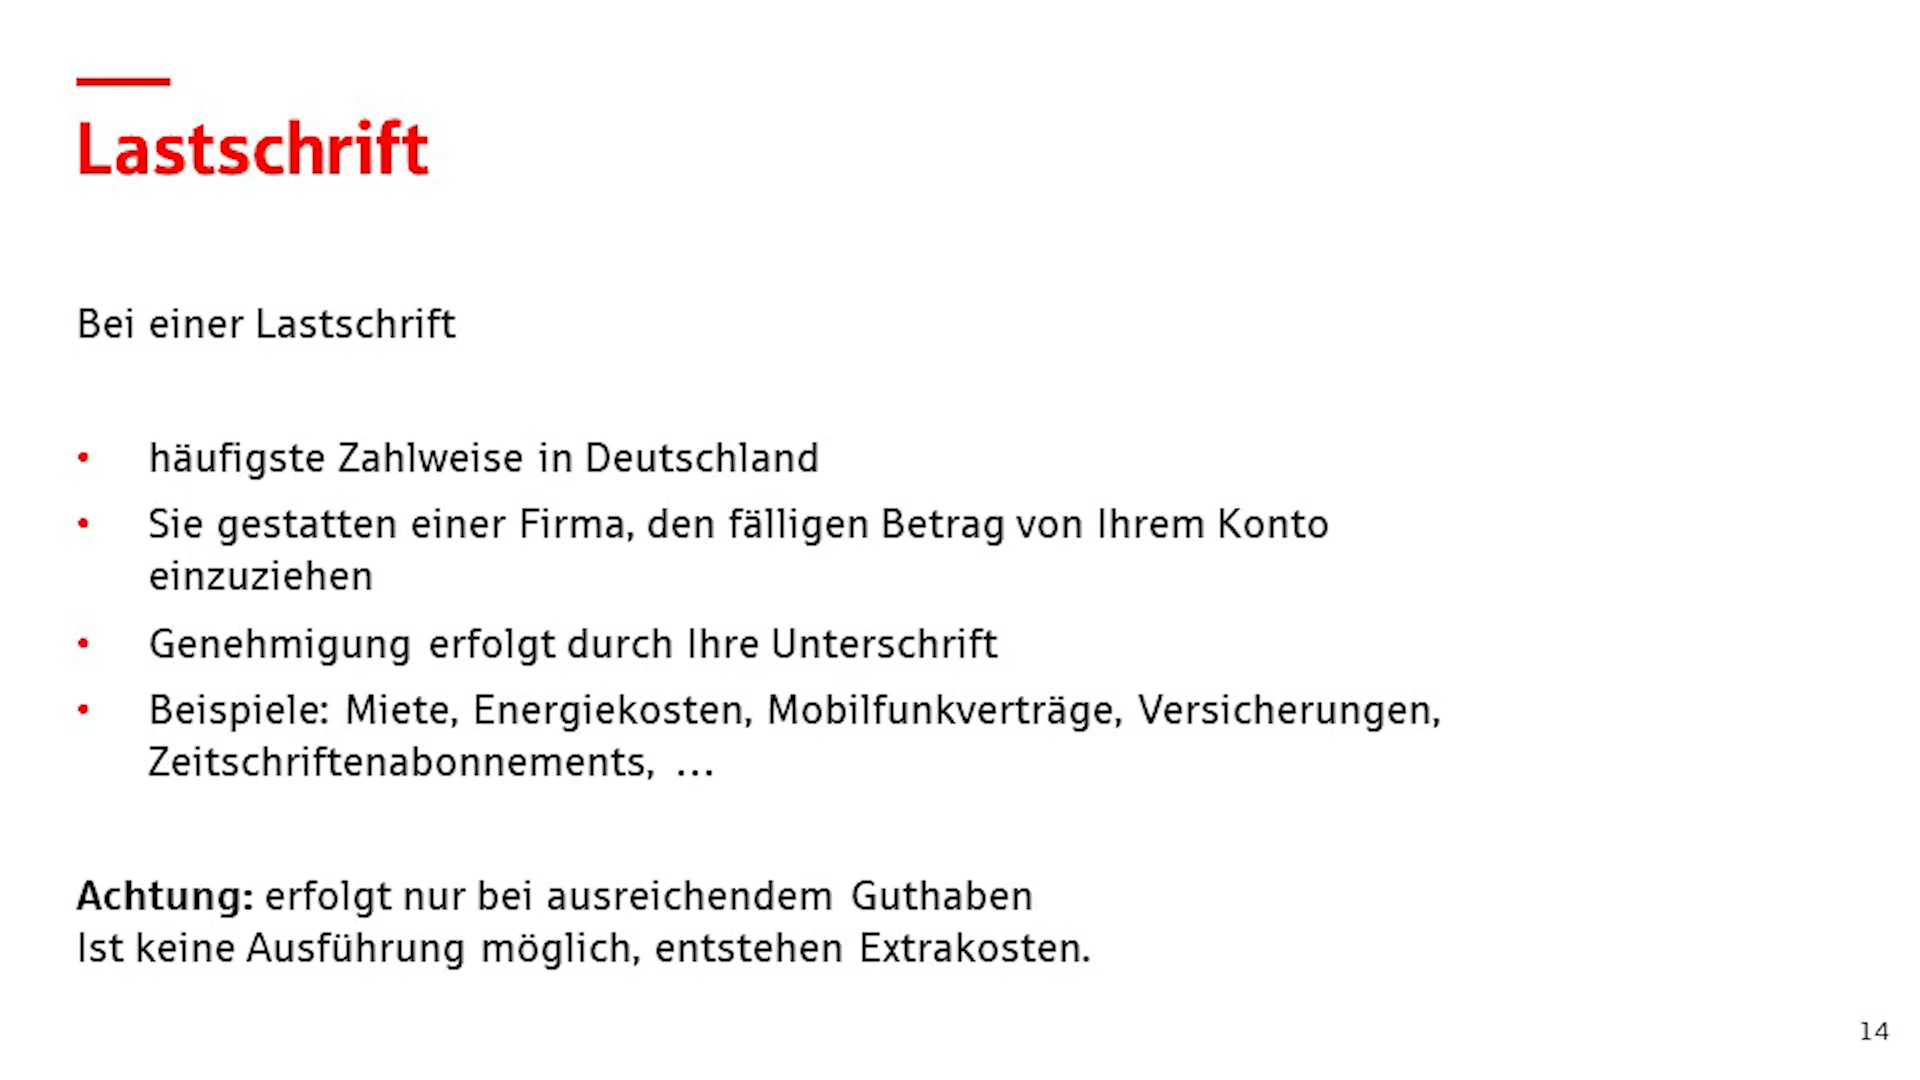 Lastschrift
Bei einer Lastschrift
• häufigste Zahlweise in Deutschland
• Sie gestatten einer Firma, den fälligen Betrag von Ihrem Konto
einzuziehen
• Genehmigung erfolgt durch Ihre Unterschrift
• Beispiele: Miete, Energiekosten, Mobilfunkverträge, Versicherungen,
Zeitschriftenabonnements, ...
Achtung: erfolgt nur bei ausreichendem Guthaben
Ist keine Ausführung möglich, entstehen Extrakosten.
14